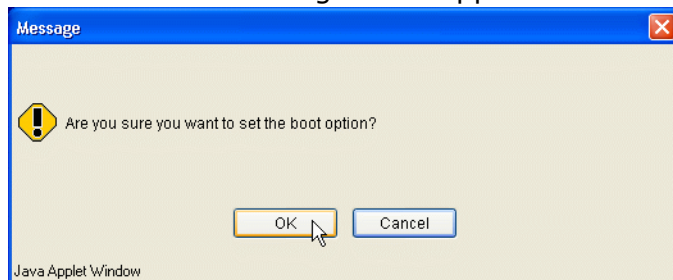 Message
Are you sure you want to set the boot option?
OK Cancel
Java Applet Window